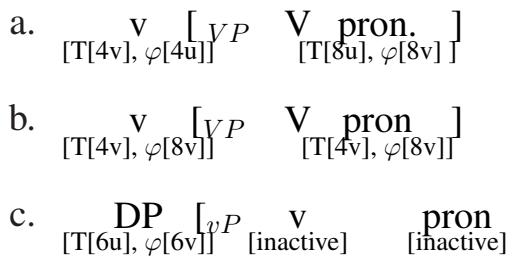 a. v [VP V pron. ]
[T[4v], φ[4u]] [T[8u], φ[8v] ]
b. v [VP V pron ]
[T[4v], φ[8v]] [T[4v], φ[8v]]
c. DP [vP v pron
[T[6u], φ[6v]] [inactive] [inactive]